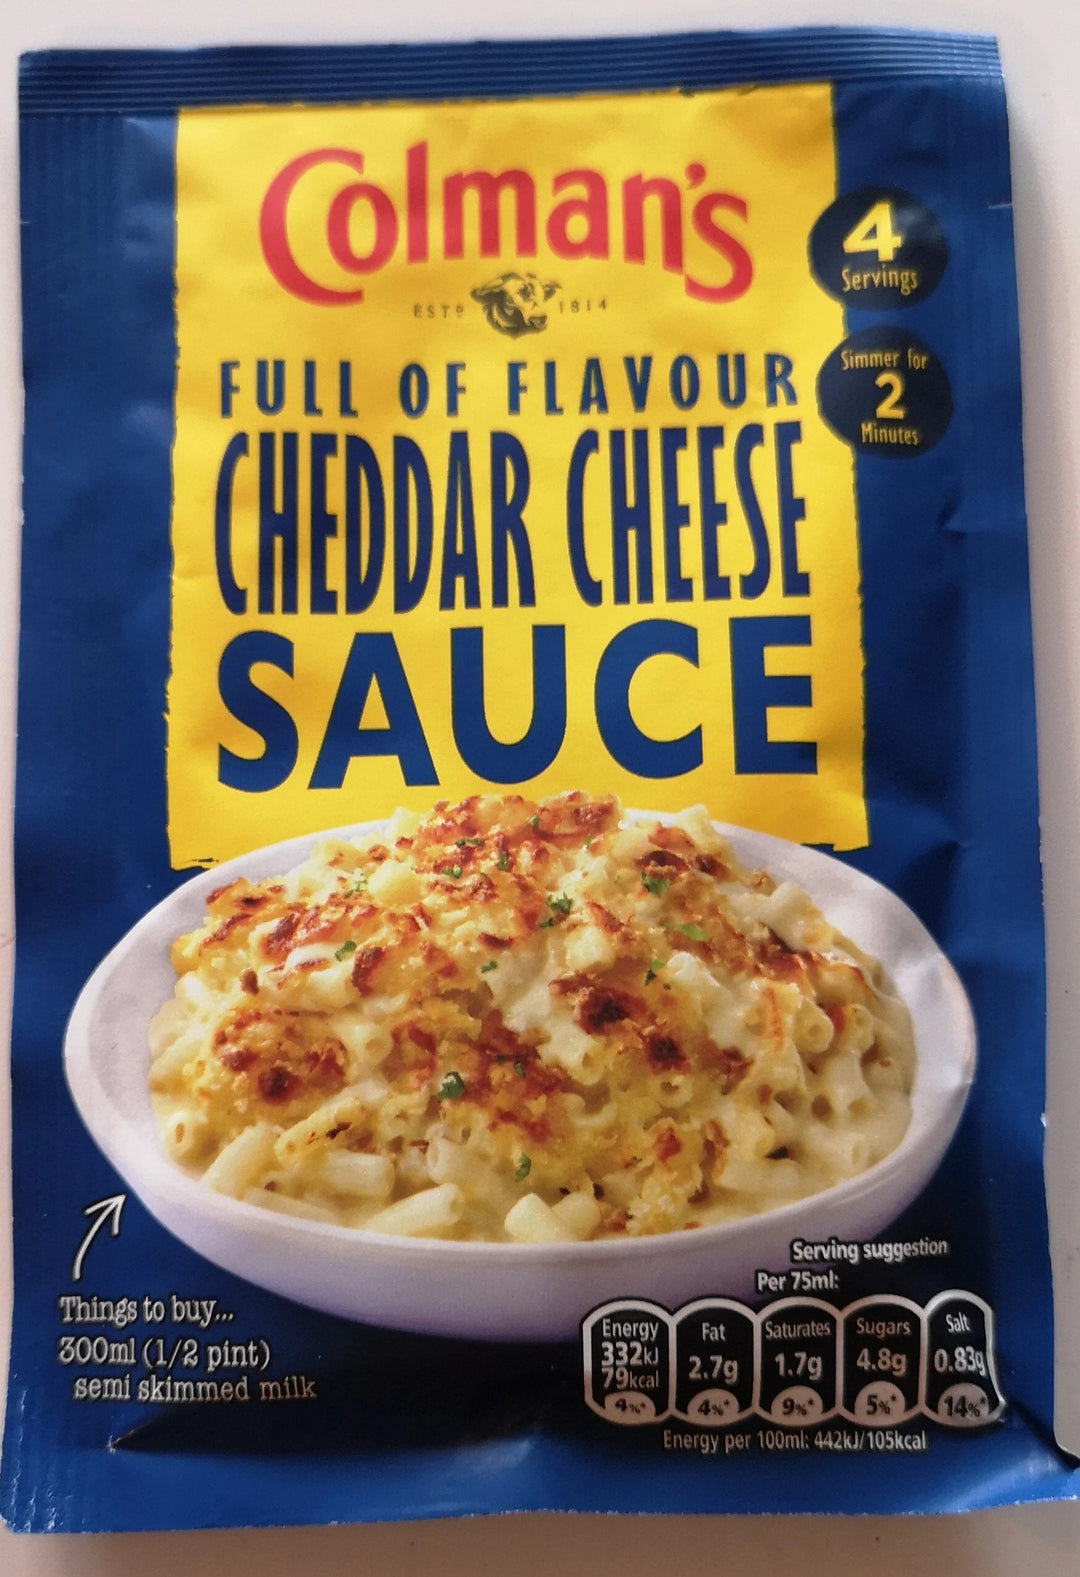 Colman's
ESTD 1814
4
Servings
Simmer for
2
Minutes
FULL OF FLAVOUR
CHEDDAR CHEESE
SAUCE
Things to buy...
300ml (1/2 pint)
semi skimmed milk
Serving suggestion
Per 75ml:
Energy
332kJ
79kcal
4%*
Fat
2.7g
4%*
Saturates
1.7g
9%*
Sugars
4.8g
5%*
Salt
0.83g
14%*
Energy per 100ml: 442kJ/105kcal